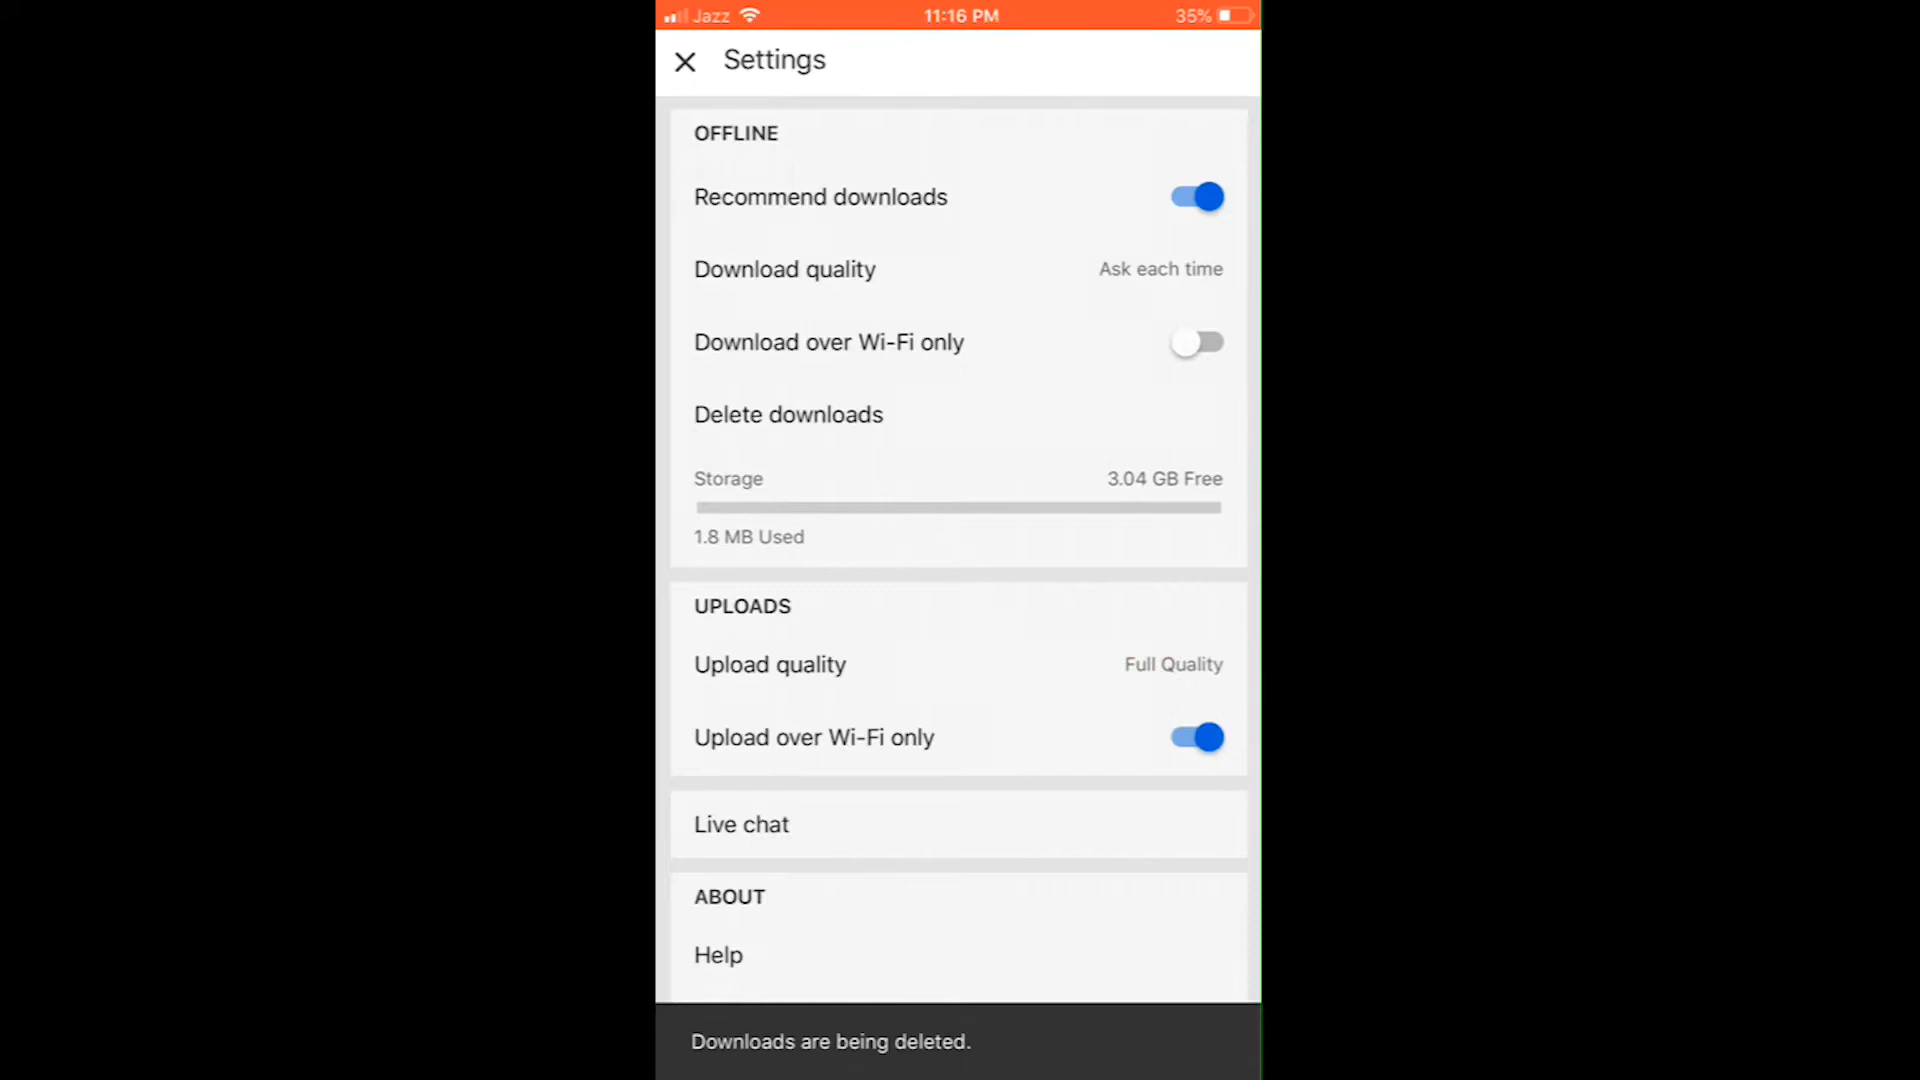 Jazz 11:16 PM 35%
Settings
OFFLINE
Recommend downloads
Download quality Ask each time
Download over Wi-Fi only
Delete downloads
Storage 3.04 GB Free
1.8 MB Used
UPLOADS
Upload quality Full Quality
Upload over Wi-Fi only
Live chat
ABOUT
Help
Downloads are being deleted.